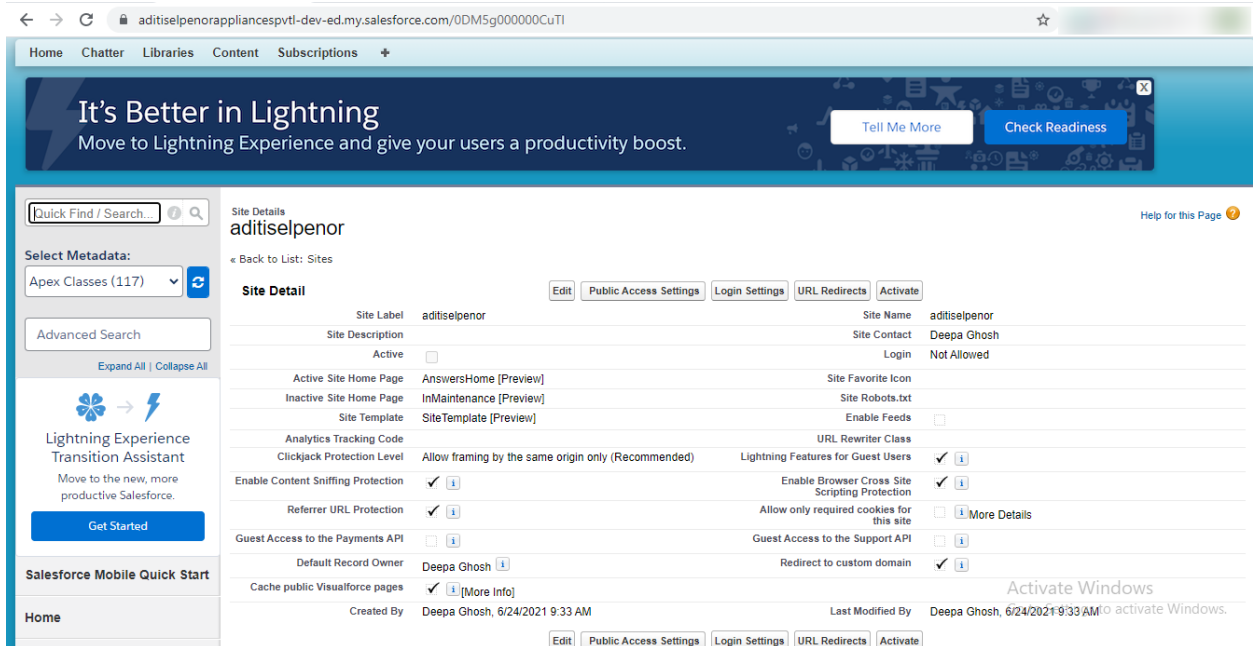 aditiselpenorappliancespvtl-dev-ed.my.salesforce.com/0DM5g000000CuTI
Home Chatter Libraries Content Subscriptions +
It's Better in Lightning
Move to Lightning Experience and give your users a productivity boost.
Tell Me More Check Readiness X
Quick Find / Search...
Select Metadata:
Apex Classes (117)
Advanced Search
Expand All | Collapse All
Lightning Experience
Transition Assistant
Move to the new, more
productive Salesforce.
Get Started
Salesforce Mobile Quick Start
Home
Site Details
aditiselpenor
Help for this Page
« Back to List: Sites
Site Detail Edit Public Access Settings Login Settings URL Redirects Activate
Site Label aditiselpenor Site Name aditiselpenor
Site Description Site Contact Deepa Ghosh
Active Login Not Allowed
Active Site Home Page AnswersHome [Preview] Site Favorite Icon
Inactive Site Home Page InMaintenance [Preview] Site Robots.txt
Site Template SiteTemplate [Preview] Enable Feeds
Analytics Tracking Code URL Rewriter Class
Clickjack Protection Level Allow framing by the same origin only (Recommended) Lightning Features for Guest Users i
Enable Content Sniffing Protection i Enable Browser Cross Site
Scripting Protection i
Referrer URL Protection i Allow only required cookies for
this site i More Details
Guest Access to the Payments API i Guest Access to the Support API i
Default Record Owner Deepa Ghosh i Redirect to custom domain i
Cache public Visualforce pages i [More Info]
Activate Windows
Created By Deepa Ghosh, 6/24/2021 9:33 AM Last Modified By Deepa Ghosh, 6/24/2021 9:33 AM
to activate Windows.
Edit Public Access Settings Login Settings URL Redirects Activate